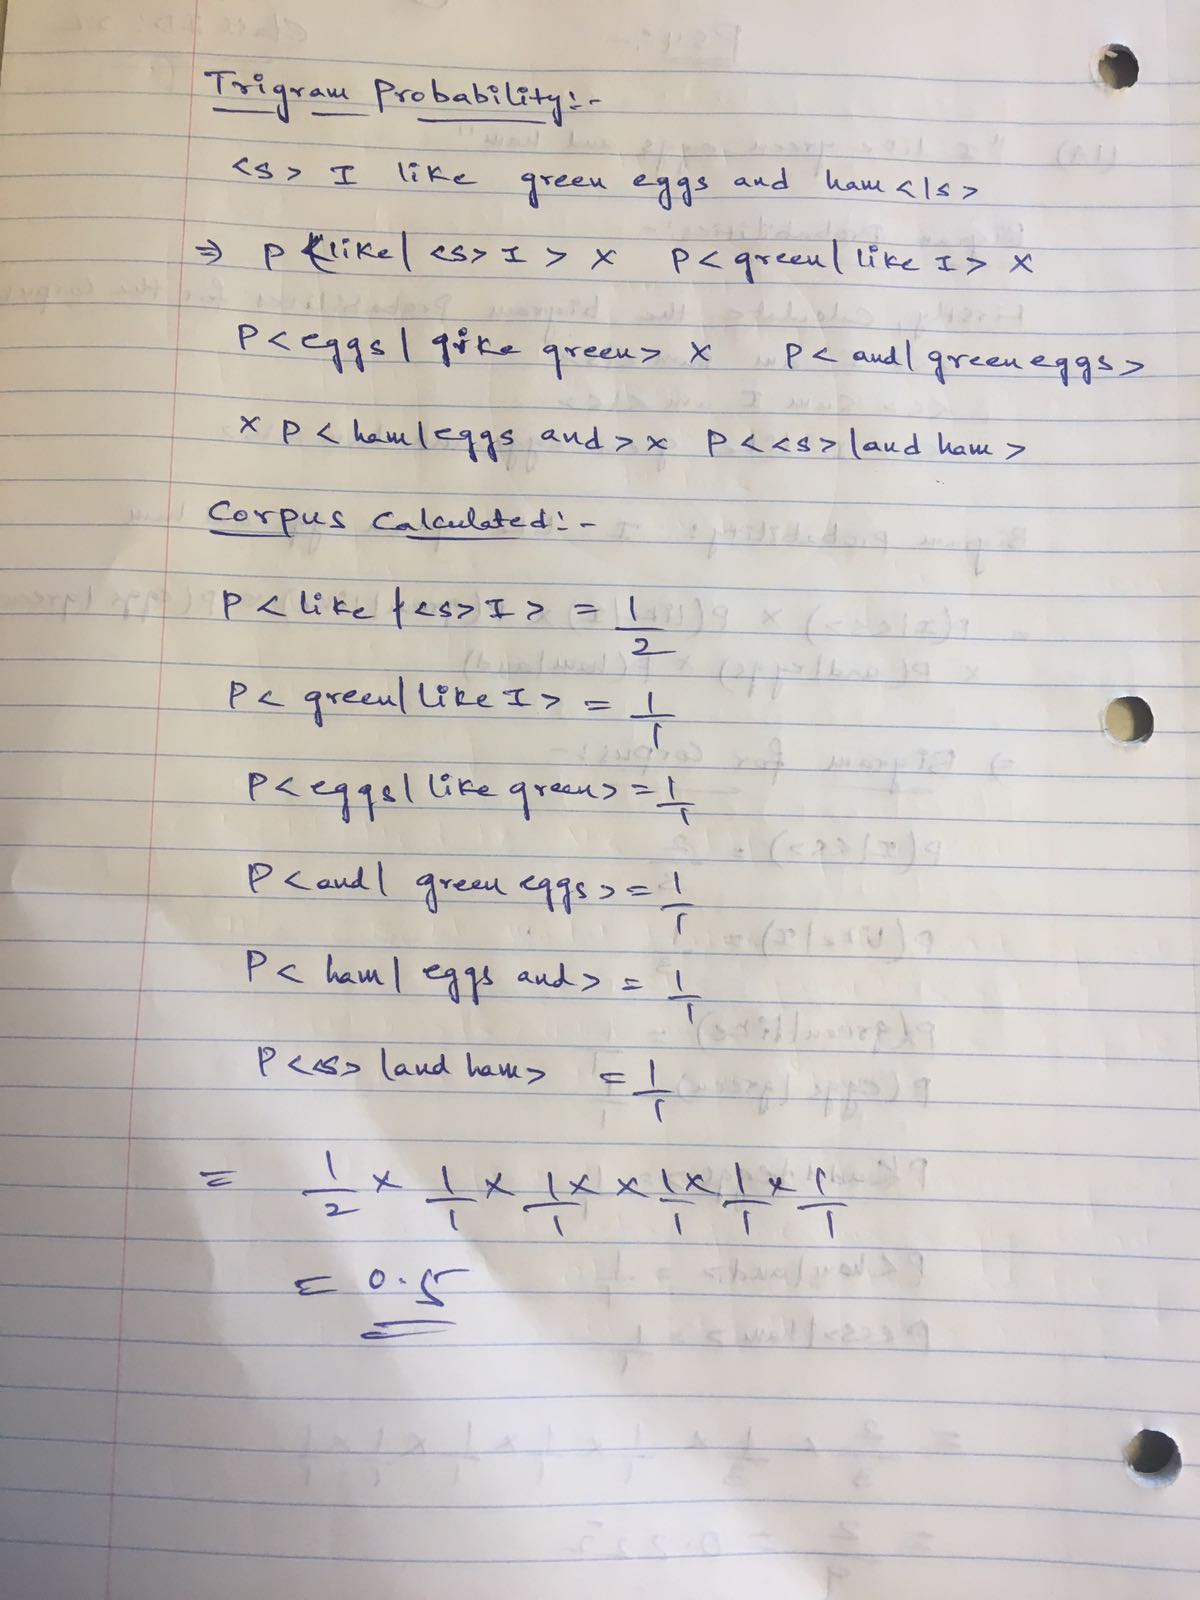 Trigram Probability:-
<s> I like green eggs and ham </s>
⇒ P <like| <s> I > x P< green| like I> x
P< eggs| like green> x P< and| green eggs>
x P < ham| eggs and > x P < <s> | and ham >
Corpus Calculated:-
P < like | <s> I > = 1/2
P < green| like I > = 1/1
P < eggs| like green> = 1/1
P < and| green eggs > = 1/1
P < ham| eggs and > = 1/1
P < <s> | and ham > = 1/1
= 1/2 x 1/1 x 1/1 x x 1/1 x 1/1 x 1/1
= 0.5